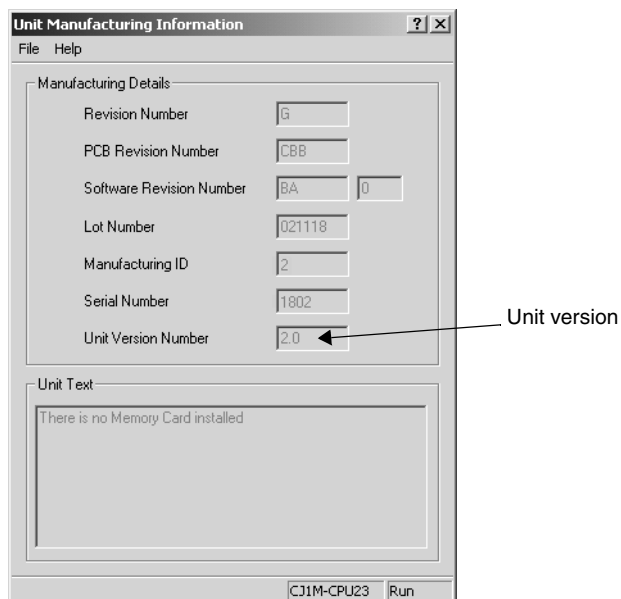 Unit Manufacturing Information ? ×
File Help
Manufacturing Details
Revision Number G
PCB Revision Number CBB
Software Revision Number BA 0
Lot Number 021118
Manufacturing ID 2
Serial Number 1802
Unit Version Number 2.0
Unit version
Unit Text
There is no Memory Card installed
CJ1M-CPU23 Run